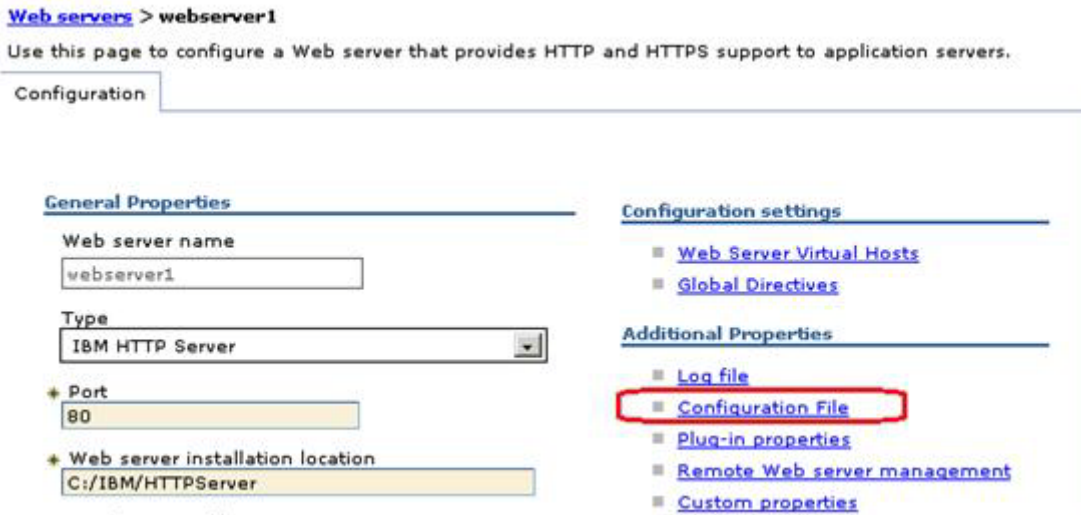 Web servers > webserver1
Use this page to configure a Web server that provides HTTP and HTTPS support to application servers.
Configuration
General Properties
Web server name
webserver1
Type
IBM HTTP Server
Port
80
Web server installation location
C:/IBM/HTTPServer
Configuration settings
Web Server Virtual Hosts
Global Directives
Additional Properties
Log file
Configuration File
Plug-in properties
Remote Web server management
Custom properties